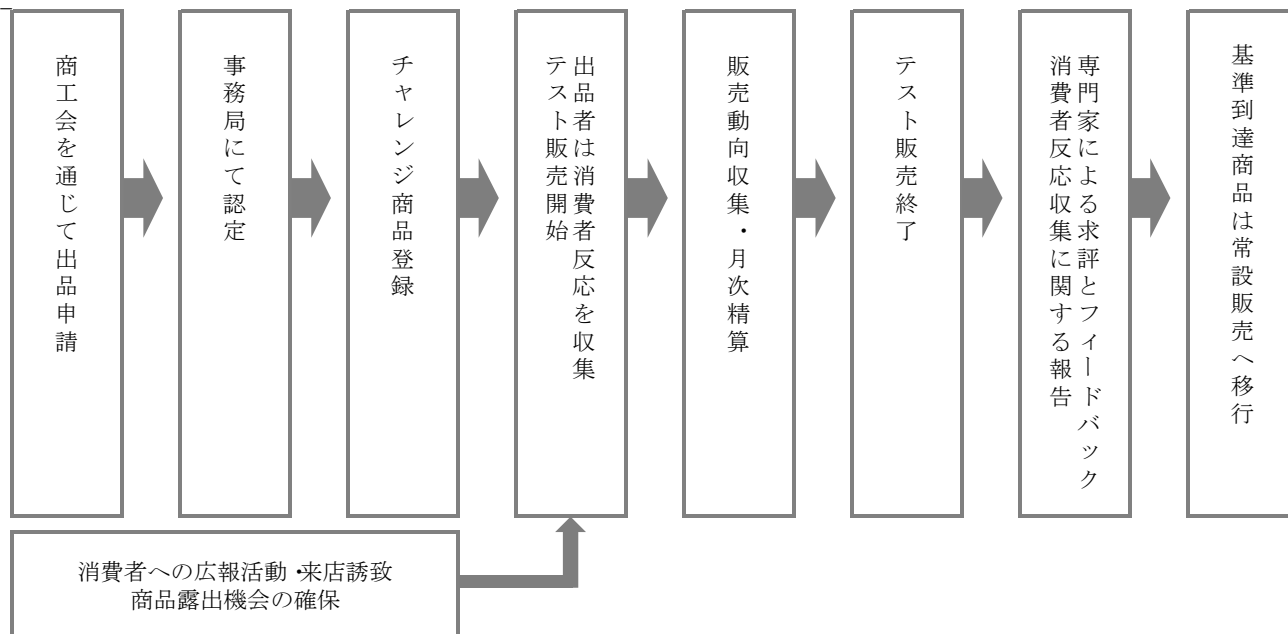 商工会を通じて出品申請
事務局にて認定
チャレンジ商品登録
出品者は消費者反応を収集
テスト販売開始
販売動向収集・月次精算
テスト販売終了
専門家による求評とフィードバック
消費者反応収集に関する報告
基準到達商品は常設販売へ移行
消費者への広報活動・来店誘致
商品露出機会の確保